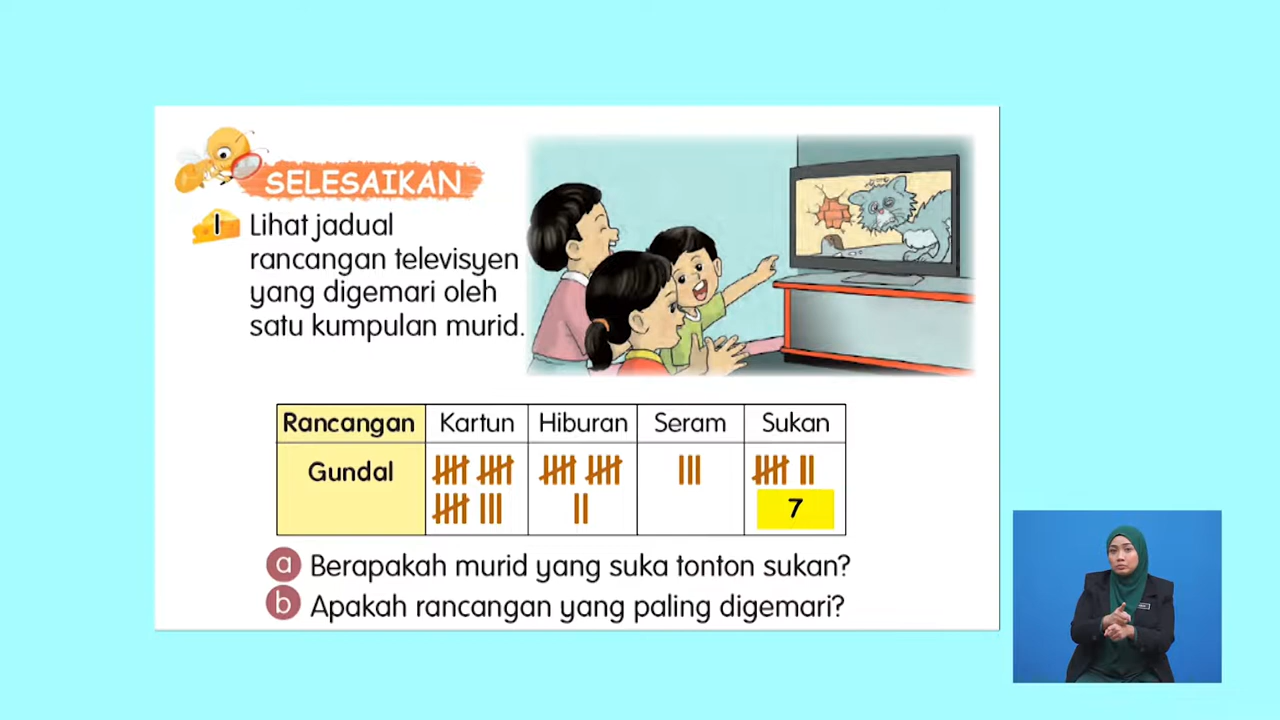 SELESAIKAN
1 Lihat jadual
rancangan televisyen
yang digemari oleh
satu kumpulan murid.
Rancangan Kartun Hiburan Seram Sukan
Gundal
7
a Berapakah murid yang suka tonton sukan?
b Apakah rancangan yang paling digemari?